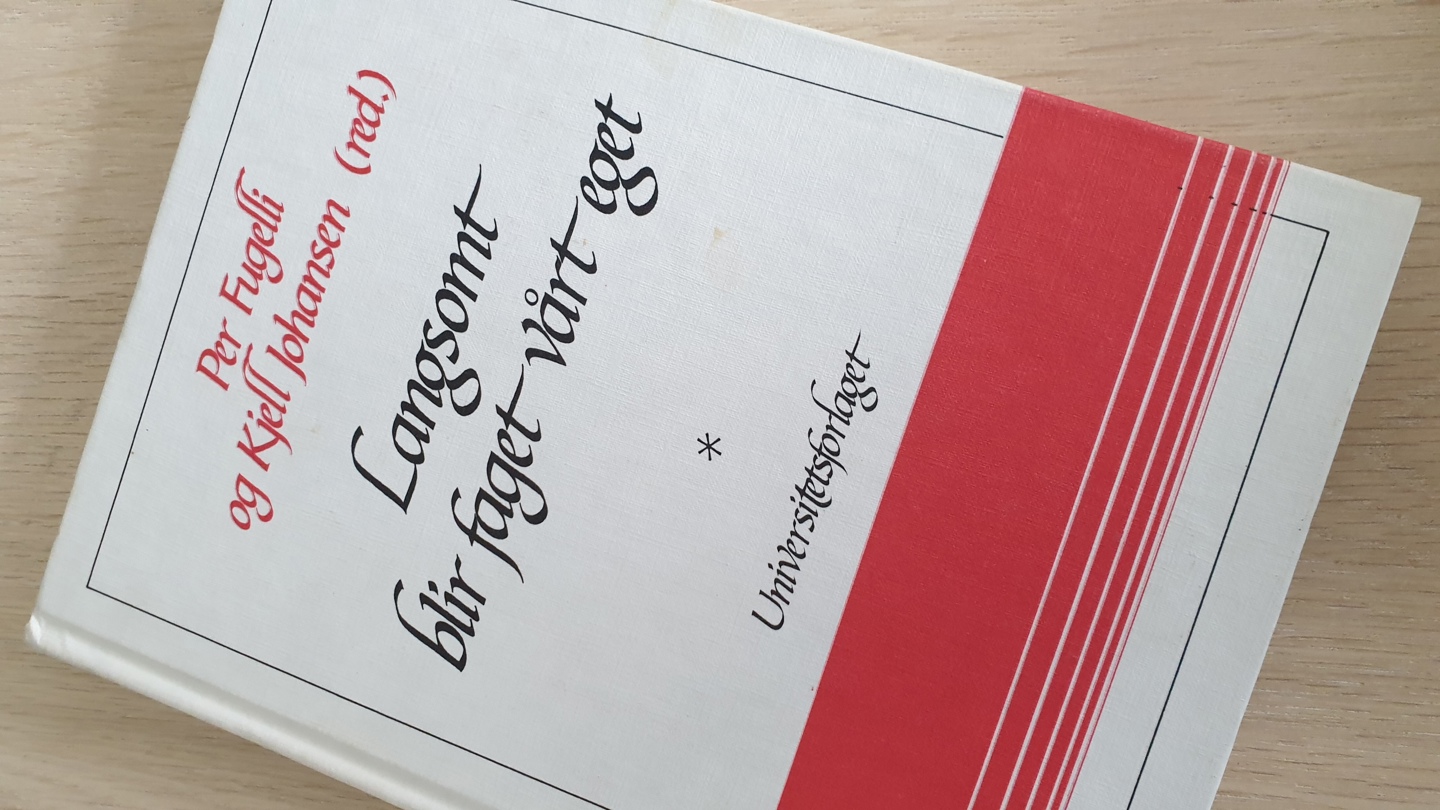 Per Fugelli
og Kjell Johansen (red.)
Langsomt
blir faget vårt eget
*
Universitetsforlaget